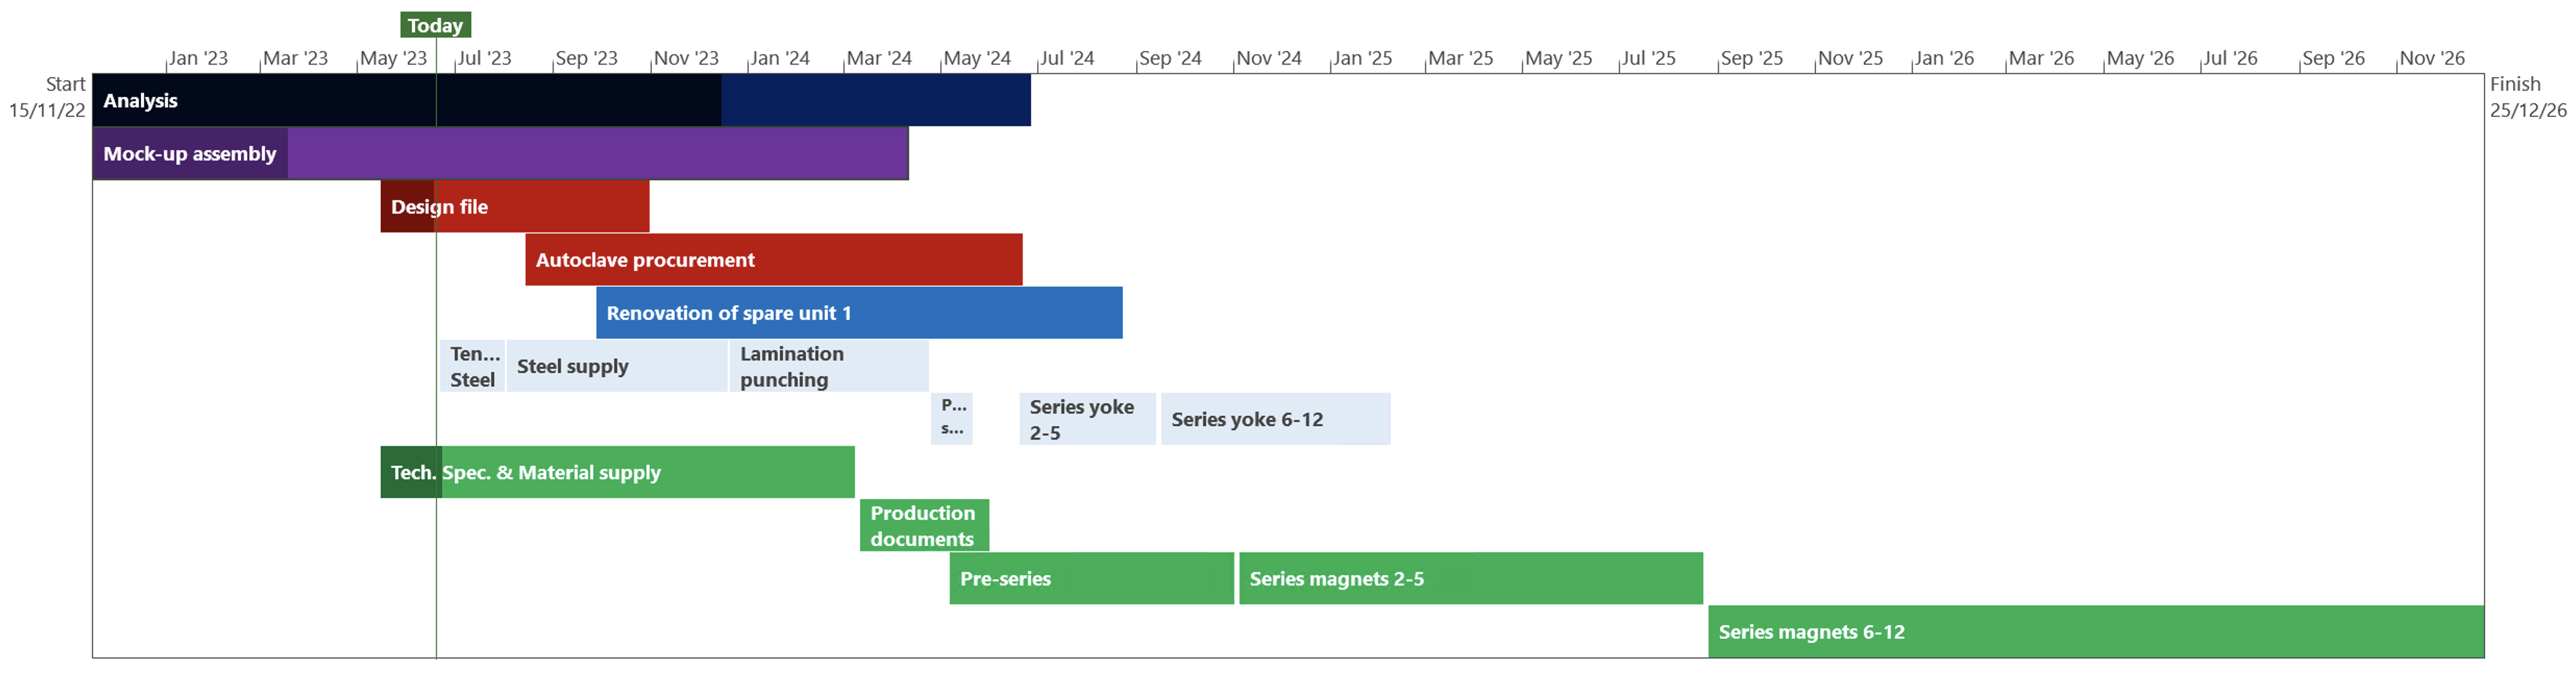 Today
Jan '23 Mar '23 May '23 Jul '23 Sep '23 Nov '23 Jan '24 Mar '24 May '24 Jul '24 Sep '24 Nov '24 Jan '25 Mar '25 May '25 Jul '25 Sep '25 Nov '25 Jan '26 Mar '26 May '26 Jul '26 Sep '26 Nov '26
Start
15/11/22
Finish
25/12/26
Analysis
Mock-up assembly
Design file
Autoclave procurement
Renovation of spare unit 1
Ten...
Steel
Steel supply
Lamination
punching
P...
s...
Series yoke
2-5
Series yoke 6-12
Tech. Spec. & Material supply
Production
documents
Pre-series
Series magnets 2-5
Series magnets 6-12